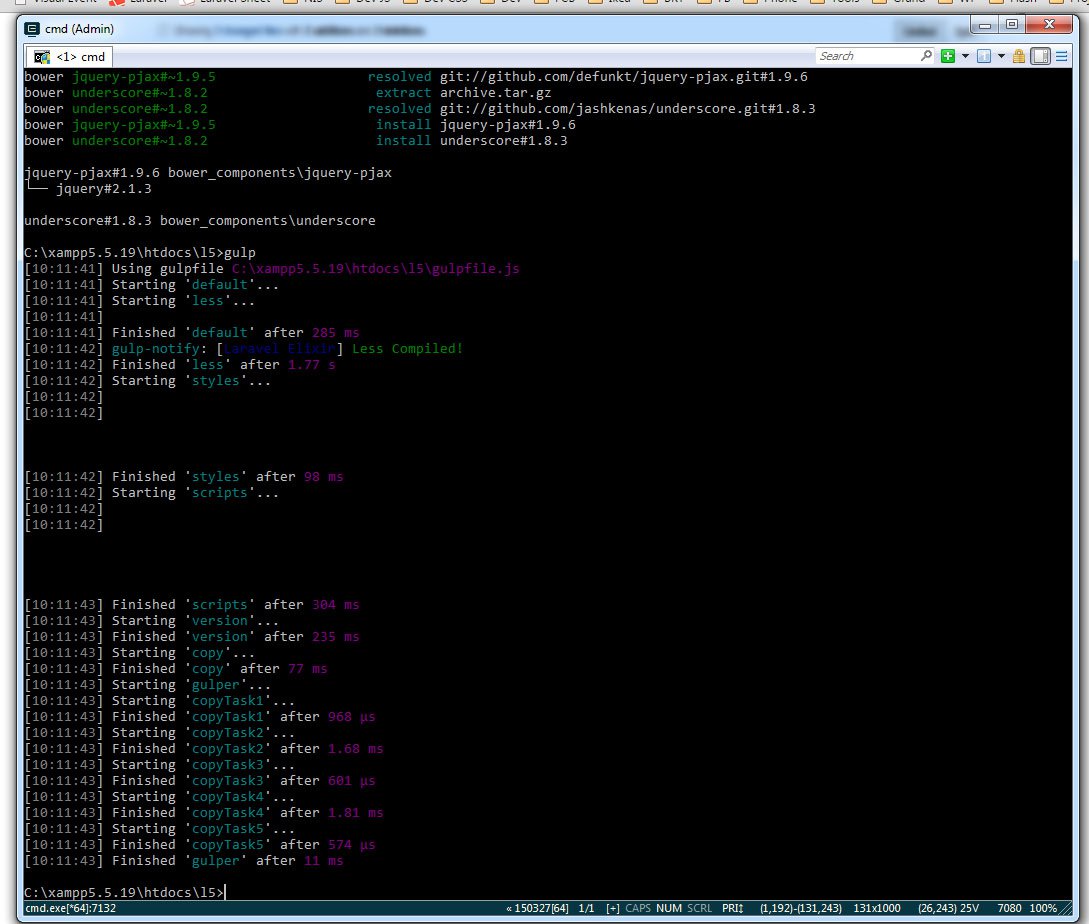 cmd (Admin)
<1> cmd
Search
bower jquery-pjax#~1.9.5 resolved git://github.com/defunkt/jquery-pjax.git#1.9.6
bower underscore#~1.8.2 extract archive.tar.gz
bower underscore#~1.8.2 resolved git://github.com/jashkenas/underscore.git#1.8.3
bower jquery-pjax#~1.9.5 install jquery-pjax#1.9.6
bower underscore#~1.8.2 install underscore#1.8.3
jquery-pjax#1.9.6 bower_components\jquery-pjax
└── jquery#2.1.3
underscore#1.8.3 bower_components\underscore
C:\xampp5.5.19\htdocs\l5>gulp
[10:11:41] Using gulpfile C:\xampp5.5.19\htdocs\l5\gulpfile.js
[10:11:41] Starting 'default'...
[10:11:41] Starting 'less'...
[10:11:41]
[10:11:41] Finished 'default' after 285 ms
[10:11:42] gulp-notify: [Laravel Elixir] Less Compiled!
[10:11:42] Finished 'less' after 1.77 s
[10:11:42] Starting 'styles'...
[10:11:42]
[10:11:42]
[10:11:42] Finished 'styles' after 98 ms
[10:11:42] Starting 'scripts'...
[10:11:42]
[10:11:42]
[10:11:43] Finished 'scripts' after 304 ms
[10:11:43] Starting 'version'...
[10:11:43] Finished 'version' after 235 ms
[10:11:43] Starting 'copy'...
[10:11:43] Finished 'copy' after 77 ms
[10:11:43] Starting 'gulper'...
[10:11:43] Starting 'copyTask1'...
[10:11:43] Finished 'copyTask1' after 968 μs
[10:11:43] Starting 'copyTask2'...
[10:11:43] Finished 'copyTask2' after 1.68 ms
[10:11:43] Starting 'copyTask3'...
[10:11:43] Finished 'copyTask3' after 601 μs
[10:11:43] Starting 'copyTask4'...
[10:11:43] Finished 'copyTask4' after 1.81 ms
[10:11:43] Starting 'copyTask5'...
[10:11:43] Finished 'copyTask5' after 574 μs
[10:11:43] Finished 'gulper' after 11 ms
C:\xampp5.5.19\htdocs\l5>
cmd.exe[*64]:7132 « 150327[64] 1/1 [+] CAPS NUM SCRL PRI‡ (1,192)-(131,243) 131x1000 (26,243) 25V 7080 100%